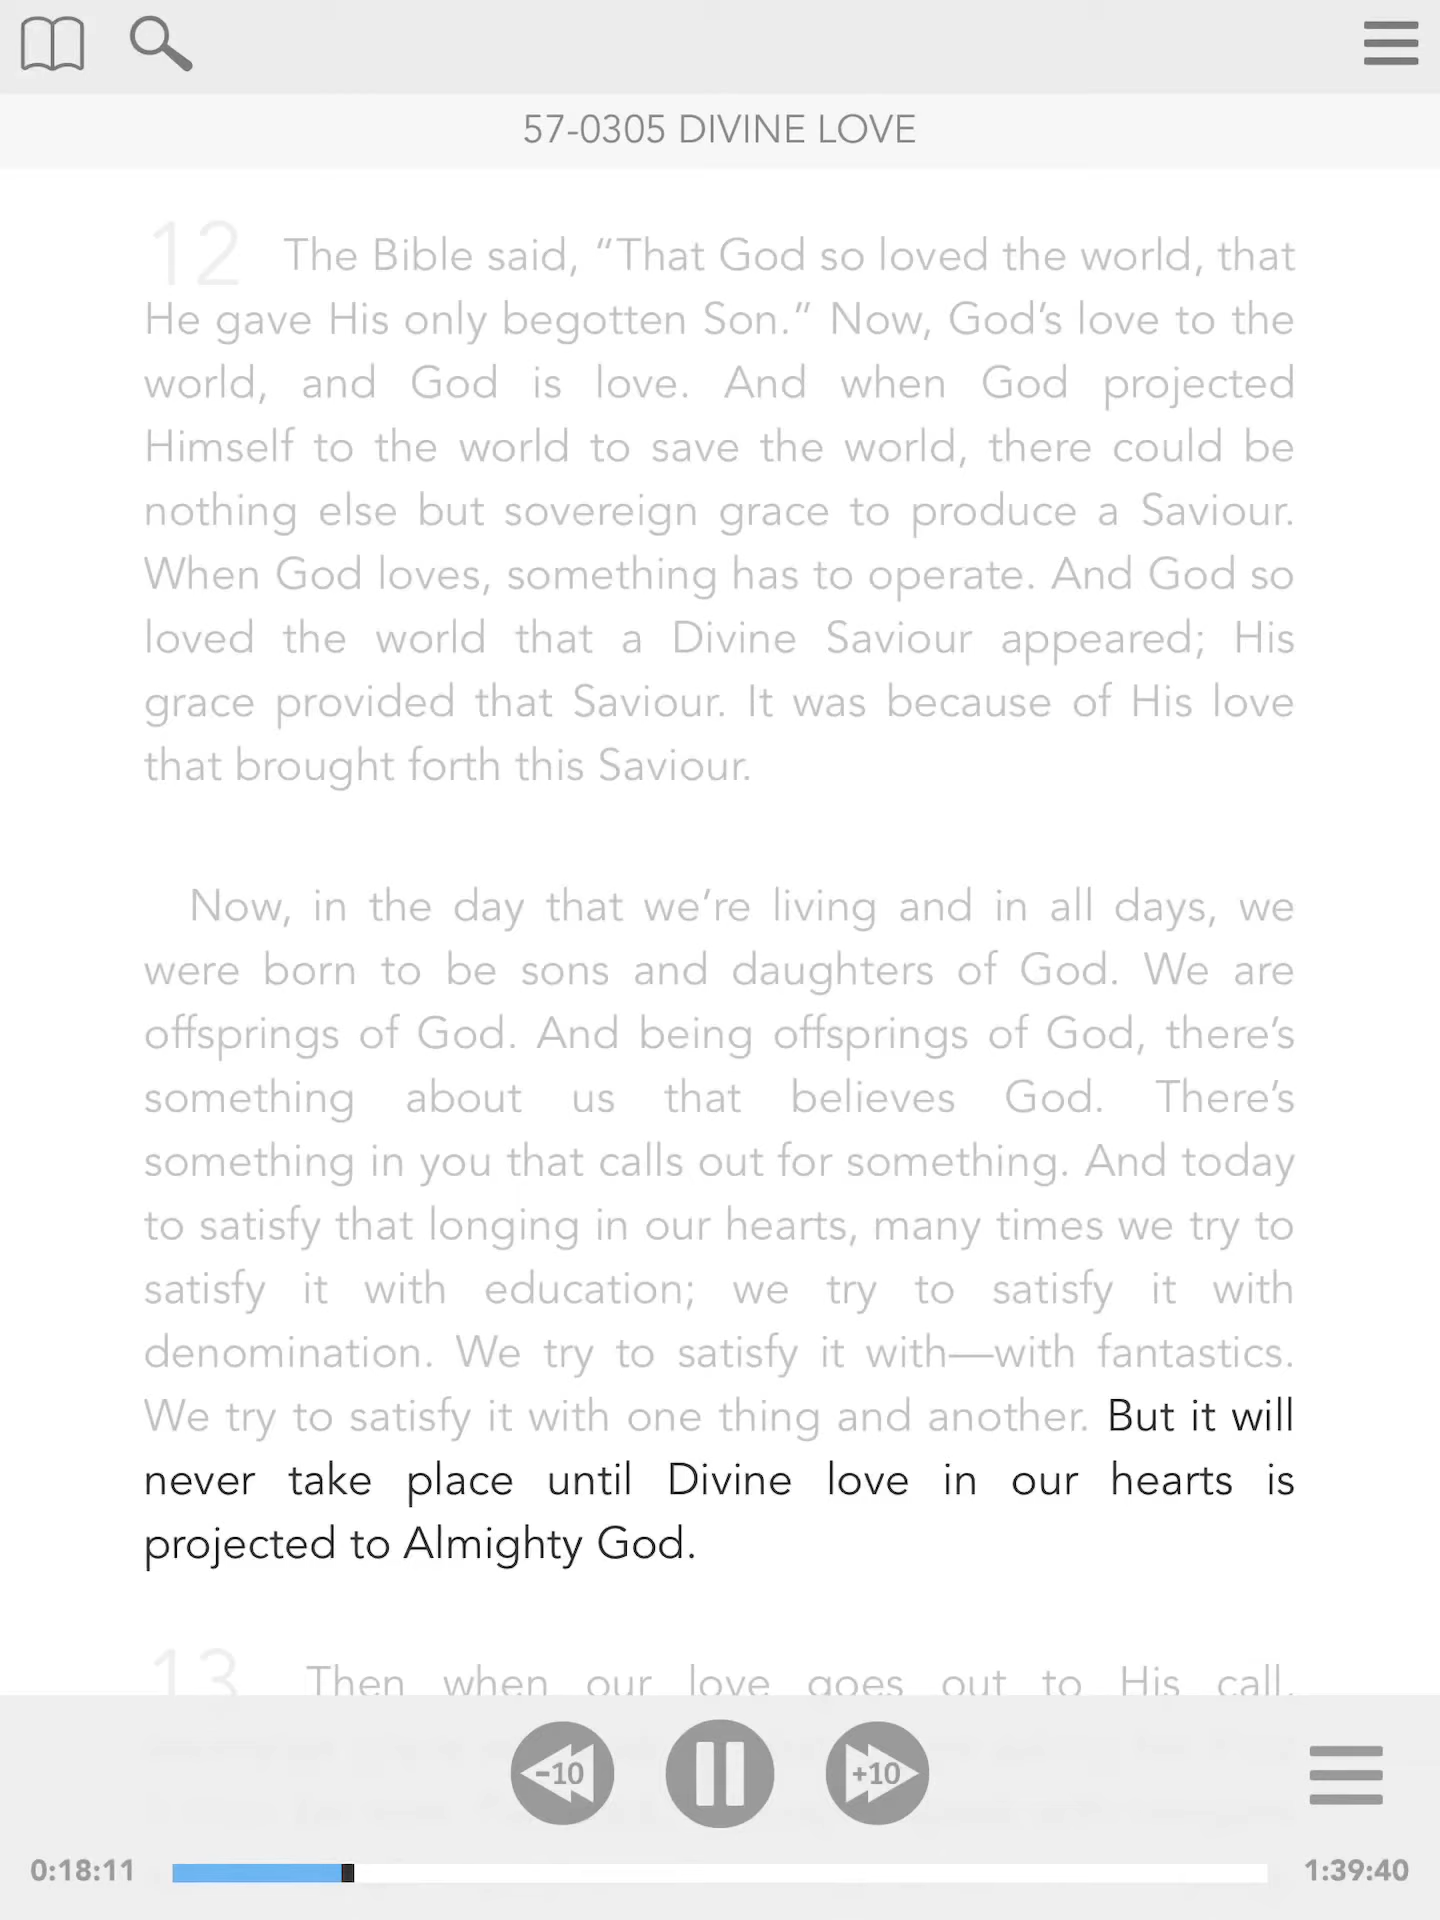 57-0305 DIVINE LOVE
12 The Bible said, “That God so loved the world, that
He gave His only begotten Son.” Now, God’s love to the
world, and God is love. And when God projected
Himself to the world to save the world, there could be
nothing else but sovereign grace to produce a Saviour.
When God loves, something has to operate. And God so
loved the world that a Divine Saviour appeared; His
grace provided that Saviour. It was because of His love
that brought forth this Saviour.
Now, in the day that we’re living and in all days, we
were born to be sons and daughters of God. We are
offsprings of God. And being offsprings of God, there’s
something about us that believes God. There’s
something in you that calls out for something. And today
to satisfy that longing in our hearts, many times we try to
satisfy it with education; we try to satisfy it with
denomination. We try to satisfy it with—with fantastics.
We try to satisfy it with one thing and another. But it will
never take place until Divine love in our hearts is
projected to Almighty God.
13 Then when our love goes out to His call,
-10 +10
0:18:11 1:39:40